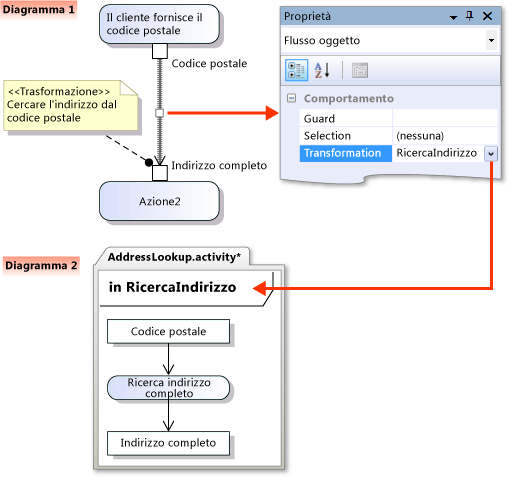 Diagramma 1
Il cliente fornisce il
codice postale
Codice postale
<<Trasformazione>>
Cercare l'indirizzo dal
codice postale
Indirizzo completo
Azione2
Proprietà
Flusso oggetto
Comportamento
Guard
Selection (nessuna)
Transformation RicercaIndirizzo
Diagramma 2
AddressLookup.activity*
in RicercaIndirizzo
Codice postale
Ricerca indirizzo
completo
Indirizzo completo